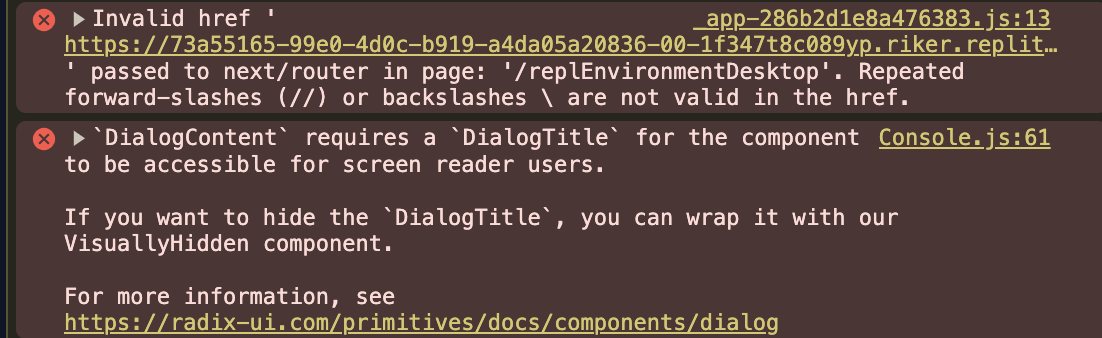 Invalid href ' _app-286b2d1e8a476383.js:13
https://73a55165-99e0-4d0c-b919-a4da05a20836-00-1f347t8c089yp.riker.replit…
' passed to next/router in page: '/replEnvironmentDesktop'. Repeated
forward-slashes (//) or backslashes \ are not valid in the href.
`DialogContent` requires a `DialogTitle` for the component Console.js:61
to be accessible for screen reader users.
If you want to hide the `DialogTitle`, you can wrap it with our
VisuallyHidden component.
For more information, see
https://radix-ui.com/primitives/docs/components/dialog